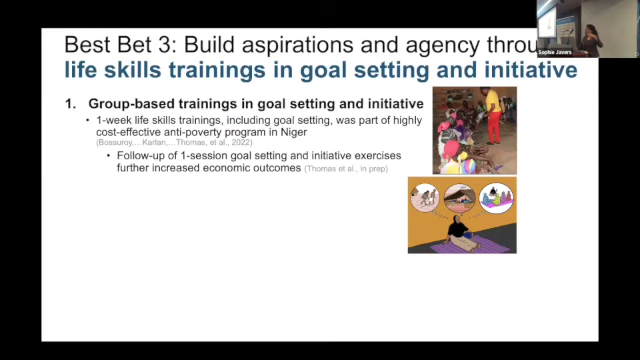 Best Bet 3: Build aspirations and agency throu
life skills trainings in goal setting and initiative
1. Group-based trainings in goal setting and initiative
• 1-week life skills trainings, including goal setting, was part of highly
cost-effective anti-poverty program in Niger
(Bossuroy,…Karlan,…Thomas, et al., 2022)
• Follow-up of 1-session goal setting and initiative exercises
further increased economic outcomes (Thomas et al., in prep)
Sophie Javers